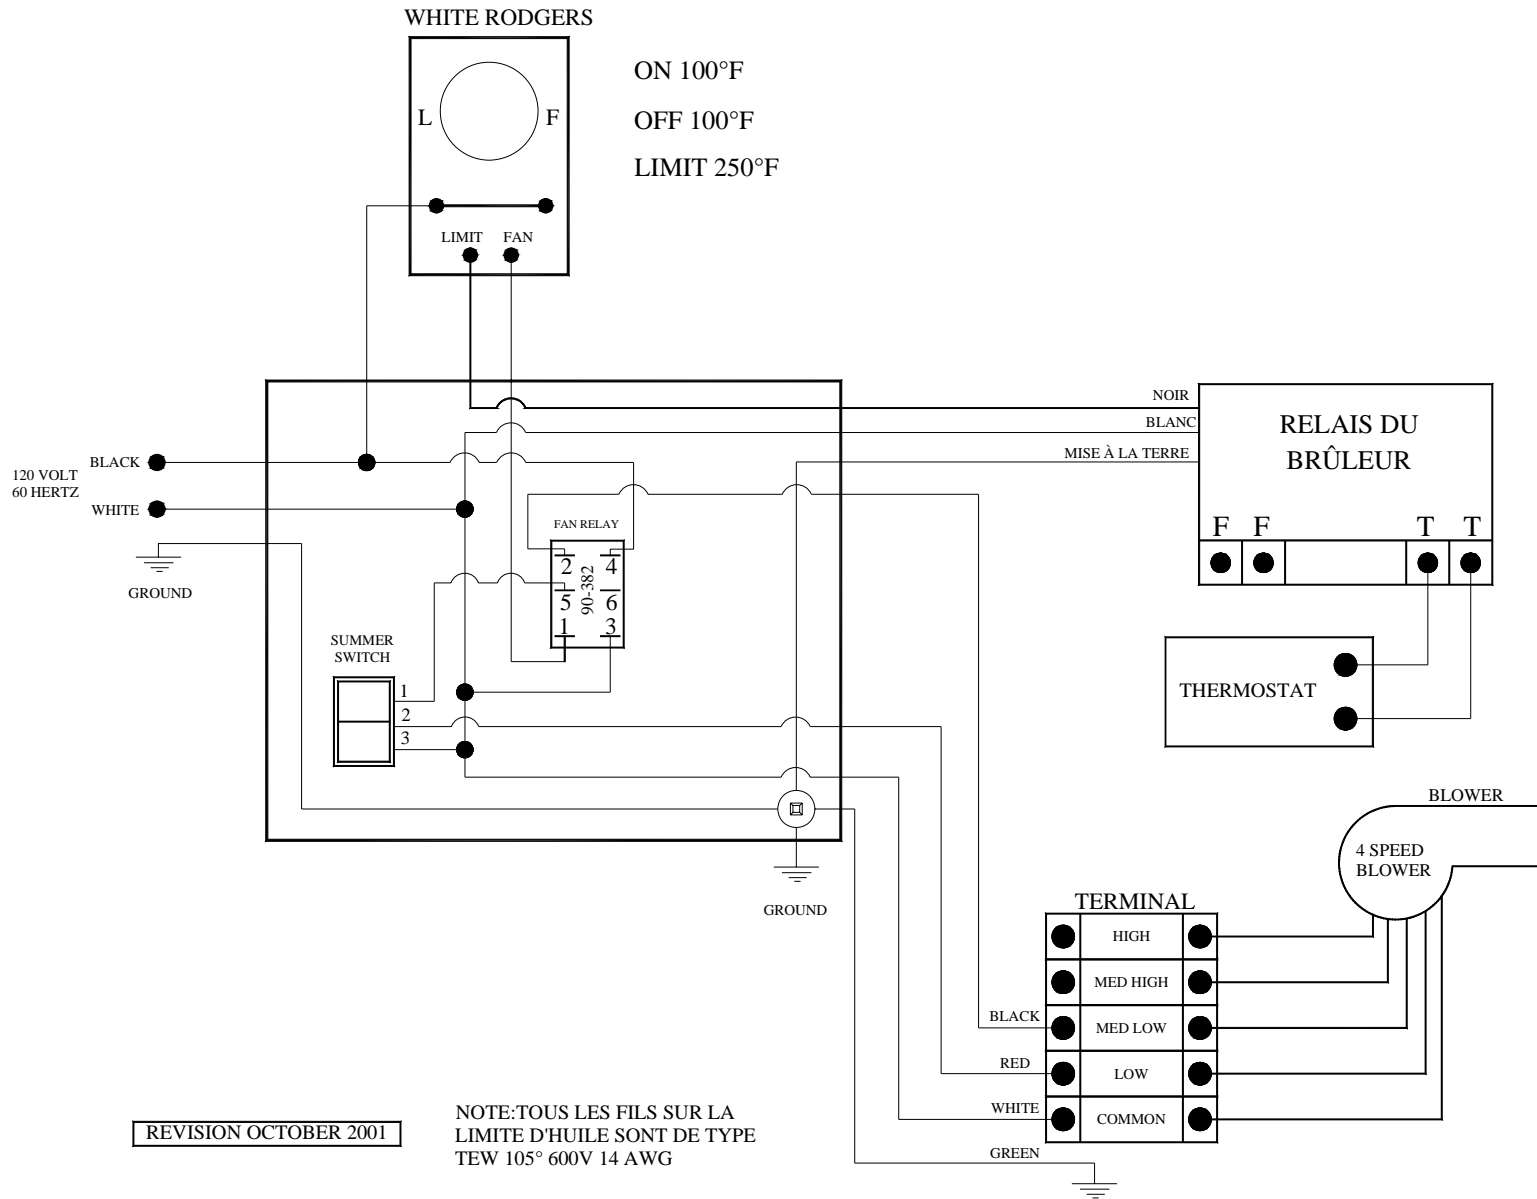 WHITE RODGERS
ON 100°F
L
F
OFF 100°F
LIMIT 250°F
LIMIT
FAN
NOIR
BLANC
MISE À LA TERRE
RELAIS DU
BRÛLEUR
F
F
T
T
120 VOLT
60 HERTZ
BLACK
WHITE
GROUND
FAN RELAY
2
4
5
6
1
3
90-382
SUMMER
SWITCH
1
2
3
THERMOSTAT
GROUND
BLOWER
4 SPEED
BLOWER
TERMINAL
HIGH
MED HIGH
BLACK
MED LOW
RED
LOW
WHITE
COMMON
GREEN
REVISION OCTOBER 2001
NOTE:TOUS LES FILS SUR LA
LIMITE D'HUILE SONT DE TYPE
TEW 105° 600V 14 AWG